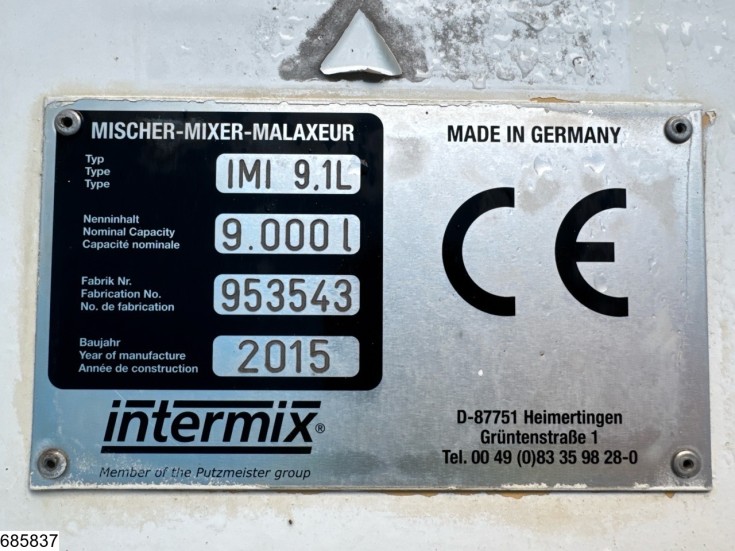 MISCHER-MIXER-MALAXEUR
Typ
Type
Type
IMI 9.1L
Nenninhalt
Nominal Capacity
Capacité nominale
9.000 l
Fabrik Nr.
Fabrication No.
No. de fabrication
953543
Baujahr
Year of manufacture
Année de construction
2015
intermix®
Member of the Putzmeister group
MADE IN GERMANY
CE
D-87751 Heimertingen
Grüntenstraße 1
Tel. 00 49 (0)83 35 98 28-0
685837